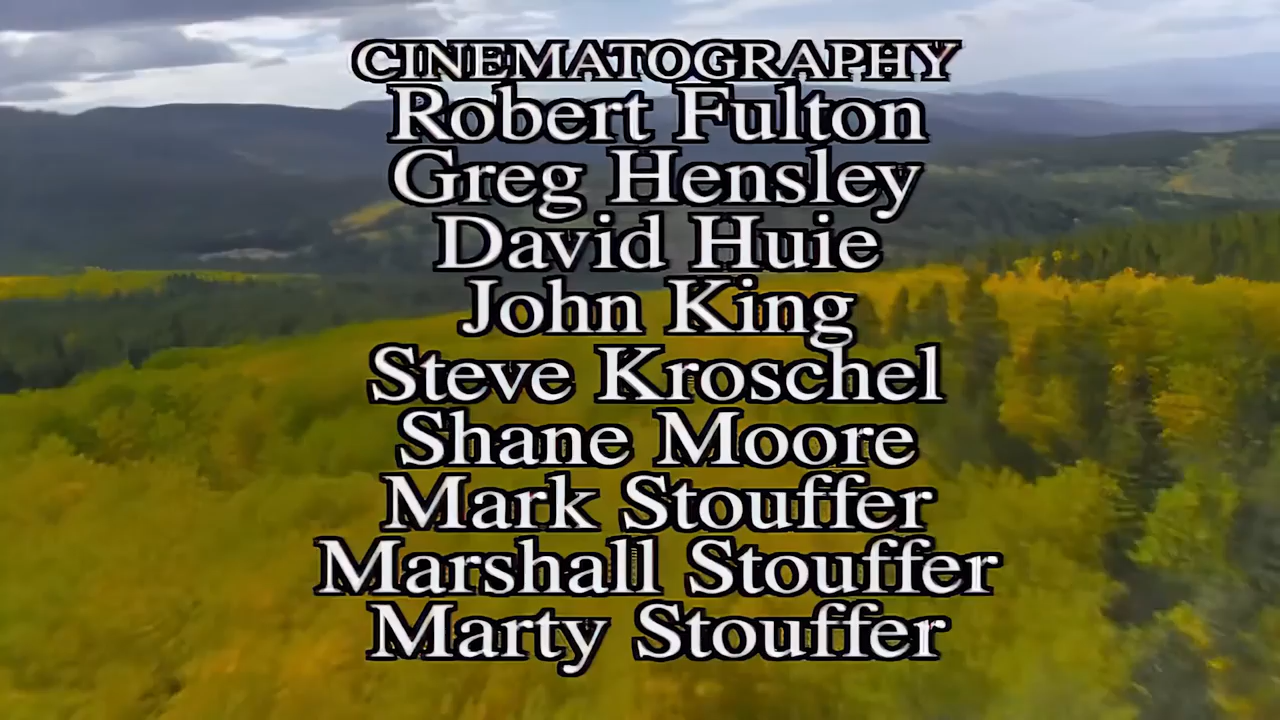 CINEMATOGRAPHY
Robert Fulton
Greg Hensley
David Huie
John King
Steve Kroschel
Shane Moore
Mark Stouffer
Marshall Stouffer
Marty Stouffer